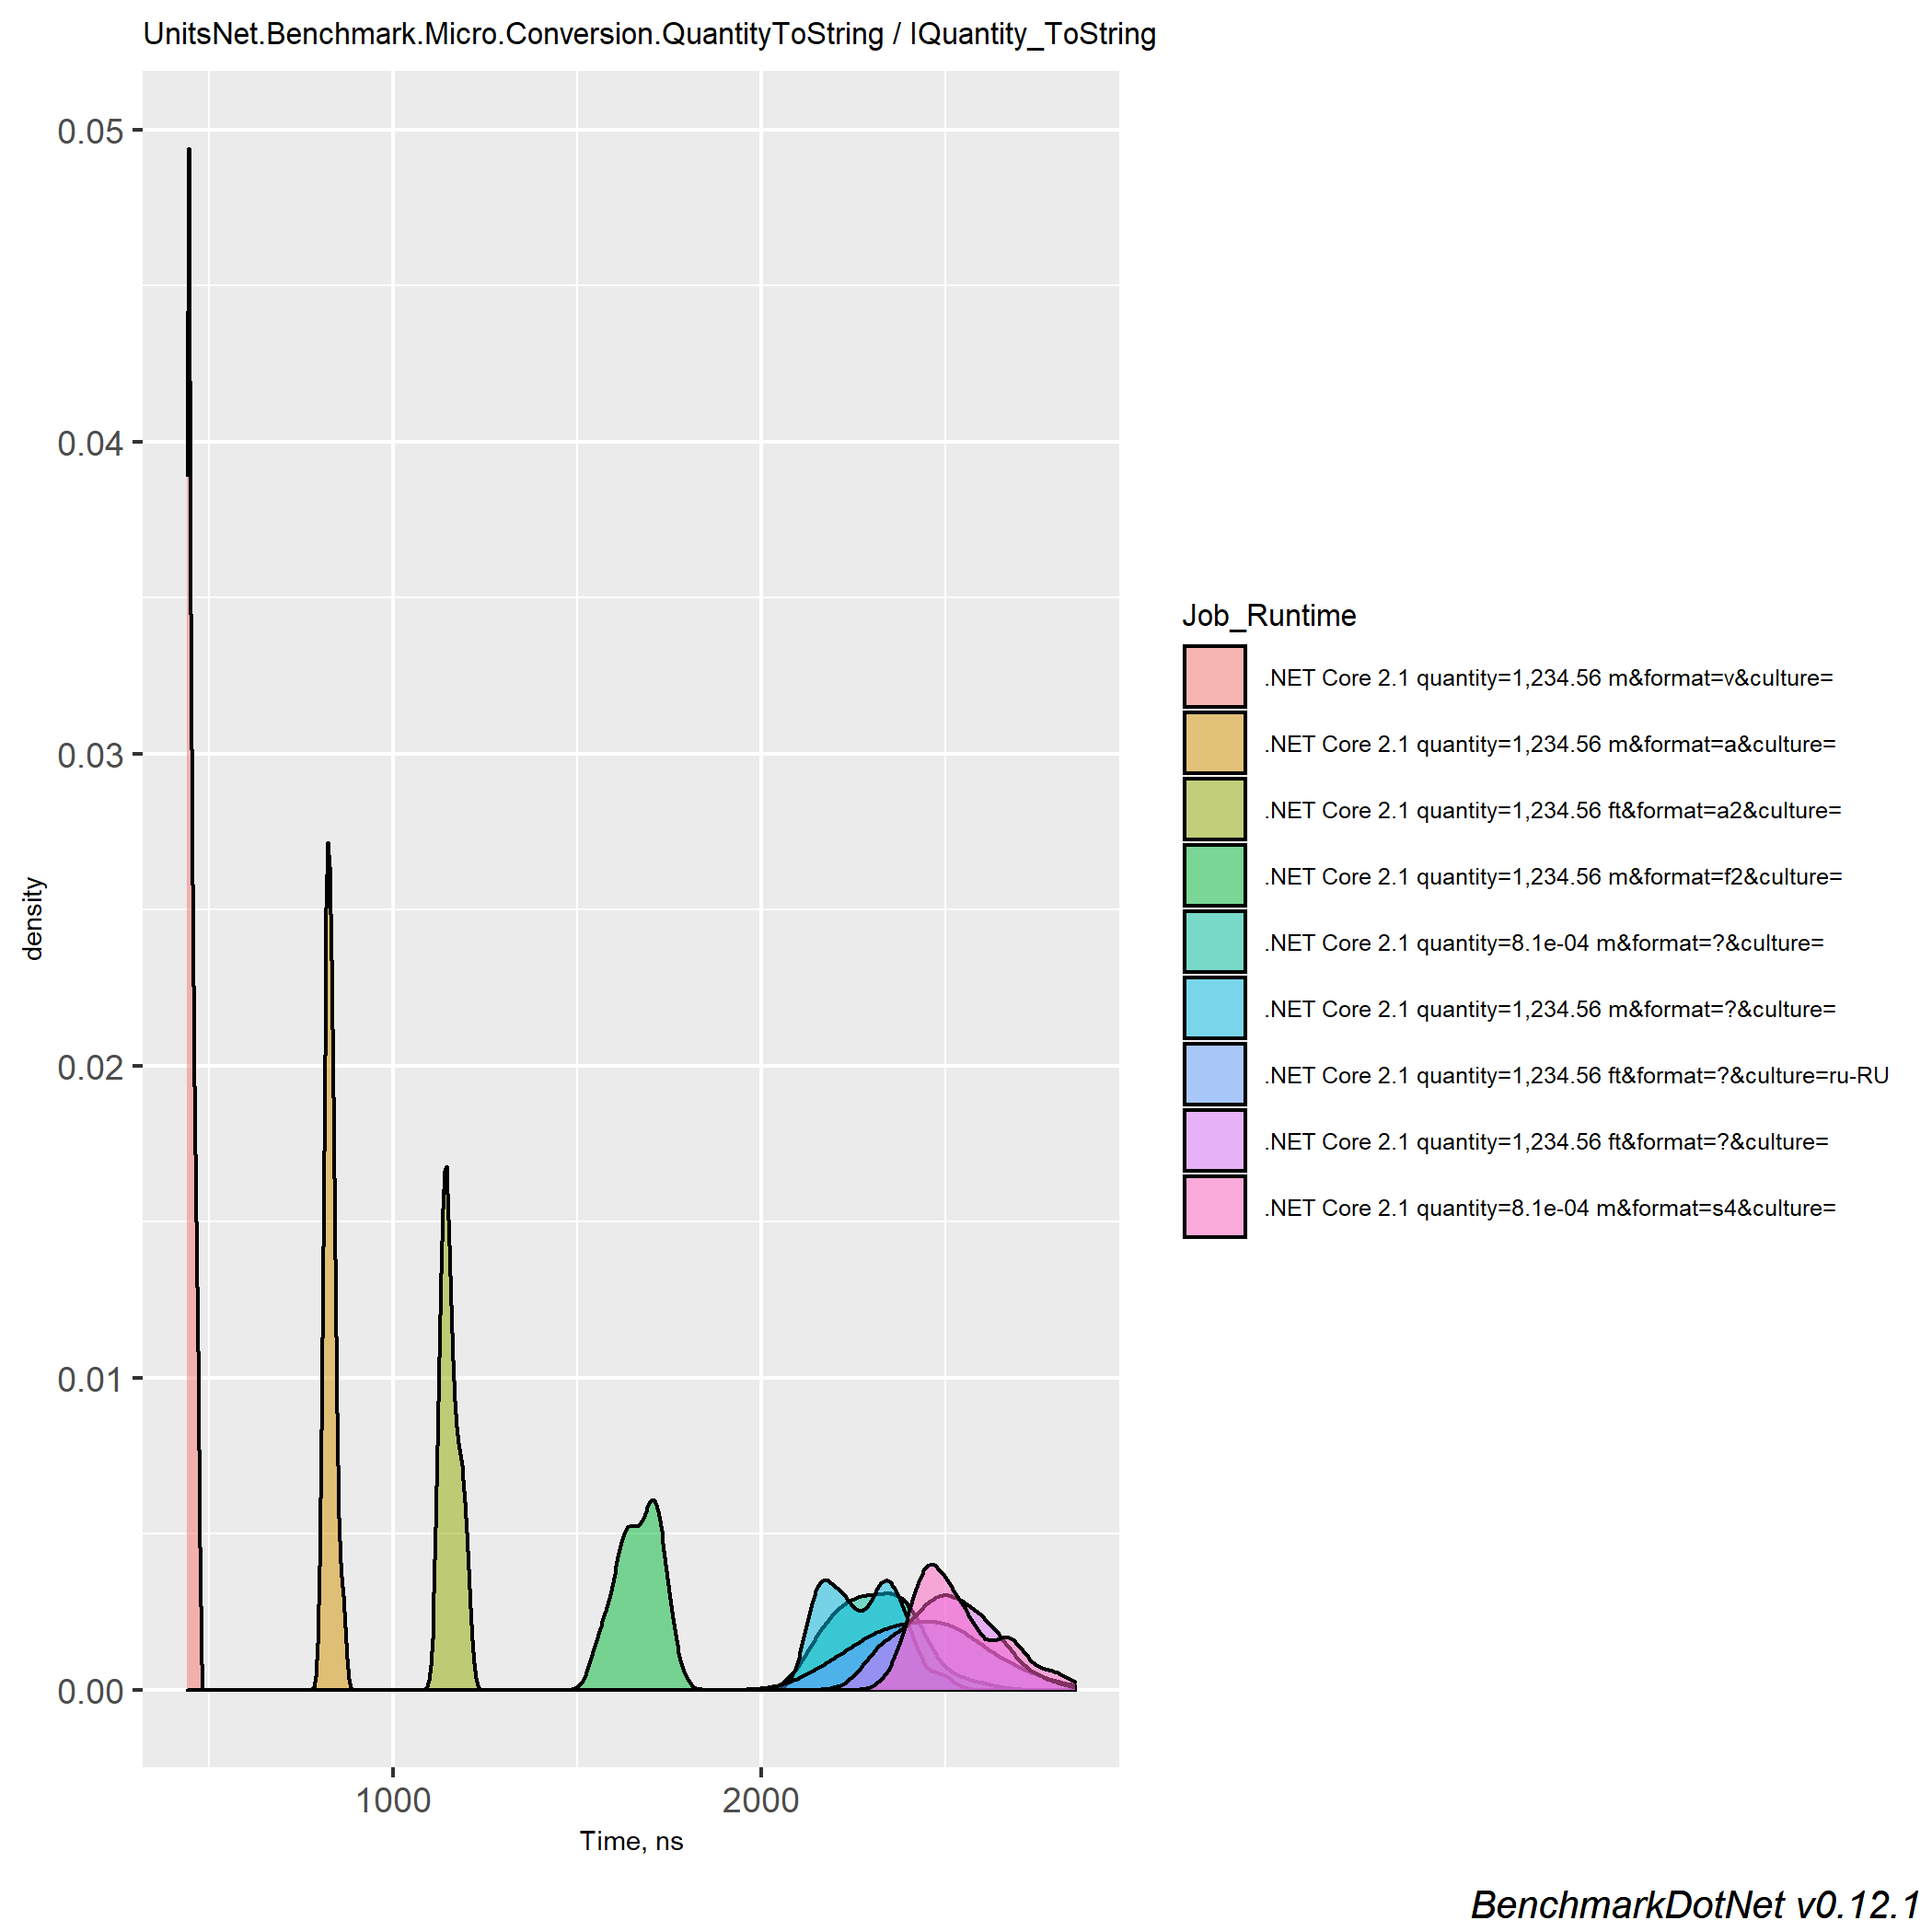 UnitsNet.Benchmark.Micro.Conversion.QuantityToString / IQuantity_ToString
0.05
0.04
0.03
0.02
0.01
0.00
density
1000
2000
Time, ns
Job_Runtime
.NET Core 2.1 quantity=1,234.56 m&format=v&culture=
.NET Core 2.1 quantity=1,234.56 m&format=a&culture=
.NET Core 2.1 quantity=1,234.56 ft&format=a2&culture=
.NET Core 2.1 quantity=1,234.56 m&format=f2&culture=
.NET Core 2.1 quantity=8.1e-04 m&format=?&culture=
.NET Core 2.1 quantity=1,234.56 m&format=?&culture=
.NET Core 2.1 quantity=1,234.56 ft&format=?&culture=ru-RU
.NET Core 2.1 quantity=1,234.56 ft&format=?&culture=
.NET Core 2.1 quantity=8.1e-04 m&format=s4&culture=
BenchmarkDotNet v0.12.1